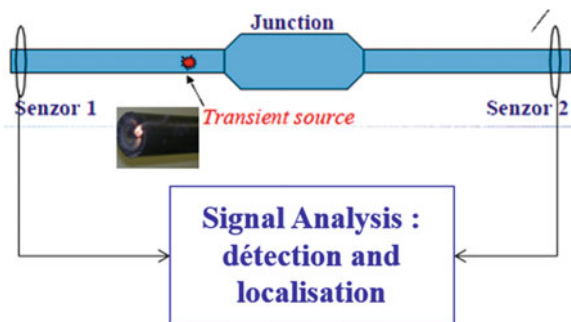 Junction
Senzor 1
Senzor 2
Transient source
Signal Analysis :
détection and
localisation